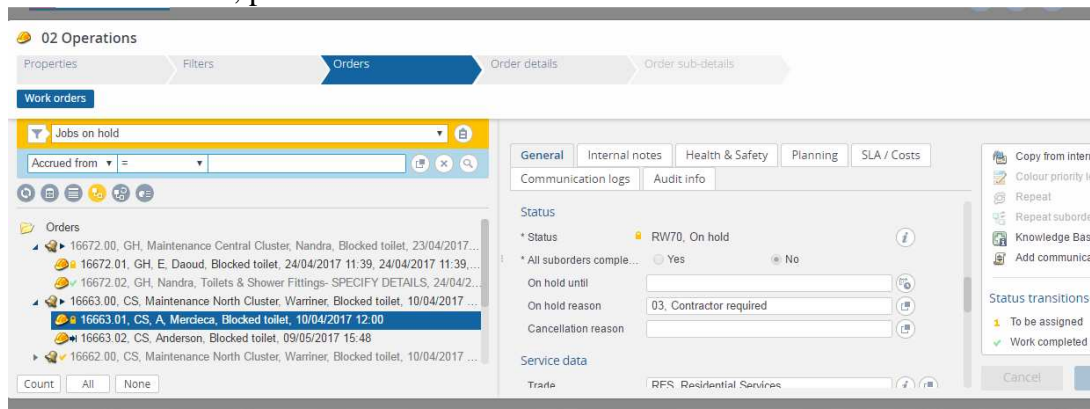 02 Operations
Properties Filters Orders Order details Order sub-details
Work orders
Jobs on hold
Accrued from =
Orders
16672.00, GH, Maintenance Central Cluster, Nandra, Blocked toilet, 23/04/2017...
16672.01, GH, E, Daoud, Blocked toilet, 24/04/2017 11:39, 24/04/2017 11:39,...
16672.02, GH, Nandra, Toilets & Shower Fittings- SPECIFY DETAILS, 24/04/2...
16663.00, CS, Maintenance North Cluster, Warriner, Blocked toilet, 10/04/2017 ...
16663.01, CS, A, Mercieca, Blocked toilet, 10/04/2017 12:00
16663.02, CS, Anderson, Blocked toilet, 09/05/2017 15:48
16662.00, CS, Maintenance North Cluster, Warriner, Blocked toilet, 10/04/2017 ...
Count All None
General Internal notes Health & Safety Planning SLA / Costs
Communication logs Audit info
Status
* Status RW70, On hold
* All suborders comple... Yes No
On hold until
On hold reason 03, Contractor required
Cancellation reason
Service data
Trade RES, Residential Services
Copy from inter
Colour priority
Repeat
Repeat suborde
Knowledge Bas
Add communica
Status transitions
1 To be assigned
Work completed
Cancel